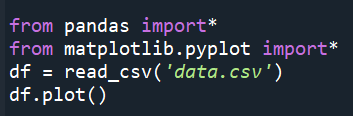 from pandas import*
from matplotlib.pyplot import*
df = read_csv('data.csv')
df.plot()